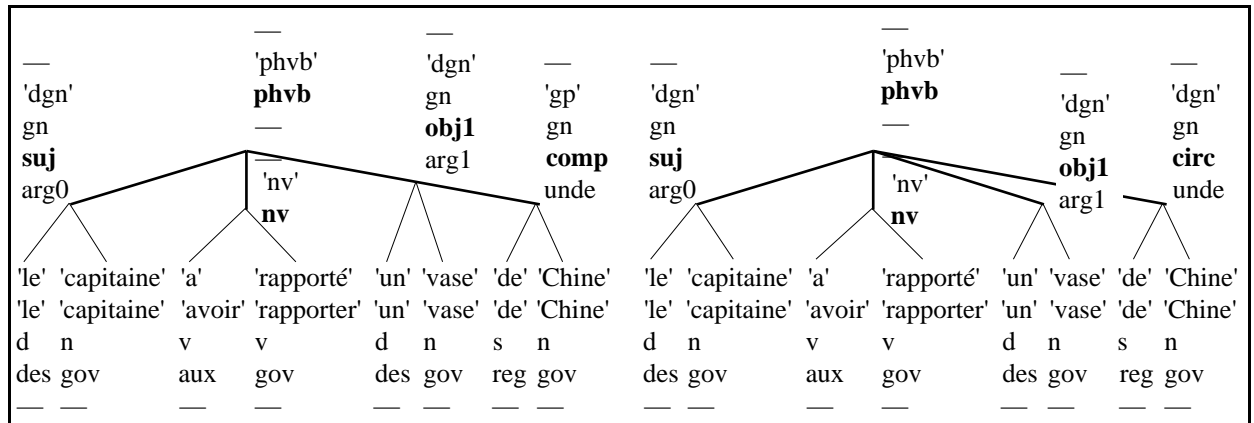 — —
— 'phvb' 'dgn' — — 'phvb' — —
'dgn' phvb gn 'gp' 'dgn' phvb 'dgn' 'dgn'
gn — obj1 gn gn — gn gn
suj — arg1 comp suj — obj1 circ
arg0 'nv' unde arg0 'nv' arg1 unde
nv nv
'le' 'capitaine' 'a' 'rapporté' 'un' 'vase' 'de' 'Chine' 'le' 'capitaine' 'a' 'rapporté' 'un' 'vase' 'de' 'Chine'
'le' 'capitaine' 'avoir' 'rapporter' 'un' 'vase' 'de' 'Chine' 'le' 'capitaine' 'avoir' 'rapporter' 'un' 'vase' 'de' 'Chine'
d n v v d n s n d n v v d n s n
des gov aux gov des gov reg gov des gov aux gov des gov reg gov
— — — — — — — — — — — — — — — —